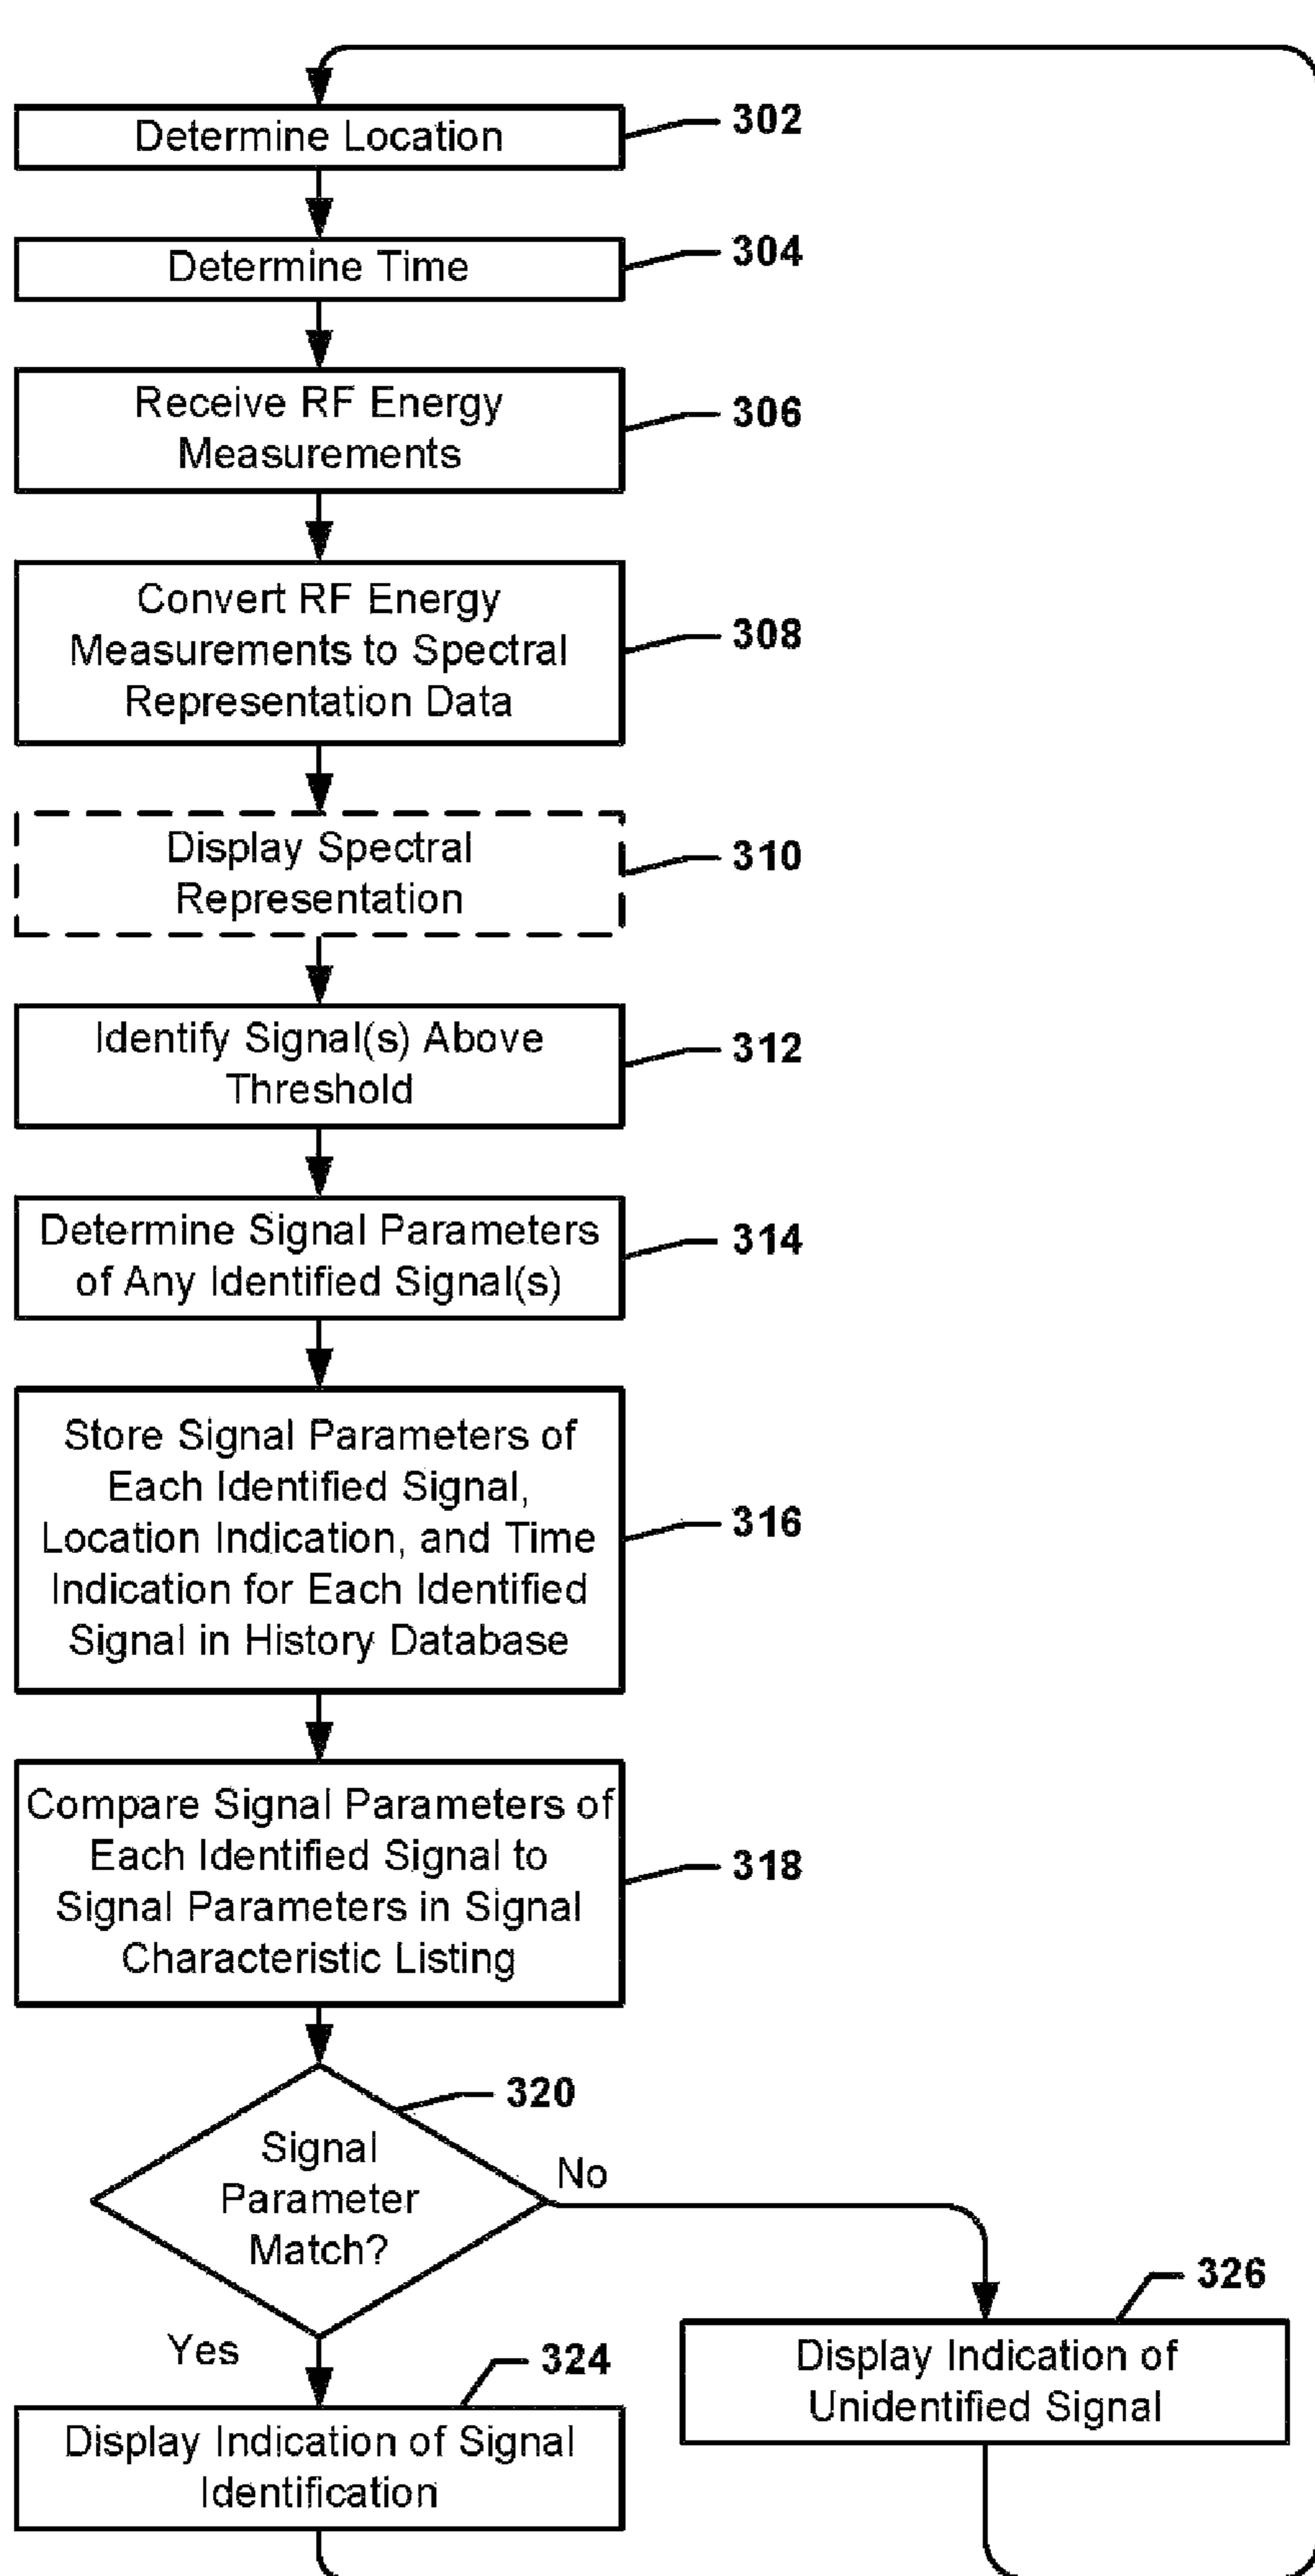 Determine Location
302
Determine Time
304
Receive RF Energy
Measurements
306
Convert RF Energy
Measurements to Spectral
Representation Data
308
Display Spectral
Representation
310
Identify Signal(s) Above
Threshold
312
Determine Signal Parameters
of Any Identified Signal(s)
314
Store Signal Parameters of
Each Identified Signal,
Location Indication, and Time
Indication for Each Identified
Signal in History Database
316
Compare Signal Parameters of
Each Identified Signal to
Signal Parameters in Signal
Characteristic Listing
318
320
Signal
Parameter
Match?
No
Yes
326
Display Indication of
Unidentified Signal
324
Display Indication of Signal
Identification